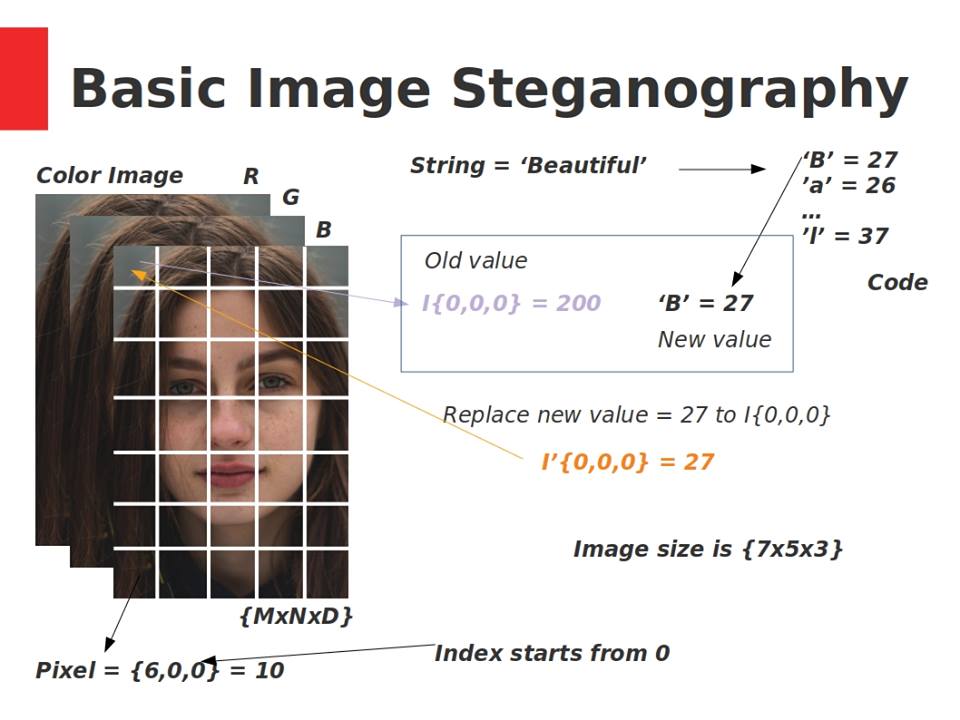 Basic Image Steganography
Color Image
R
G
B
String = ‘Beautiful’
‘B’ = 27
’a’ = 26
...
’l’ = 37
Code
Old value
I{0,0,0} = 200
‘B’ = 27
New value
Replace new value = 27 to I{0,0,0}
I’{0,0,0} = 27
Image size is {7x5x3}
{MxNxD}
Index starts from 0
Pixel = {6,0,0} = 10